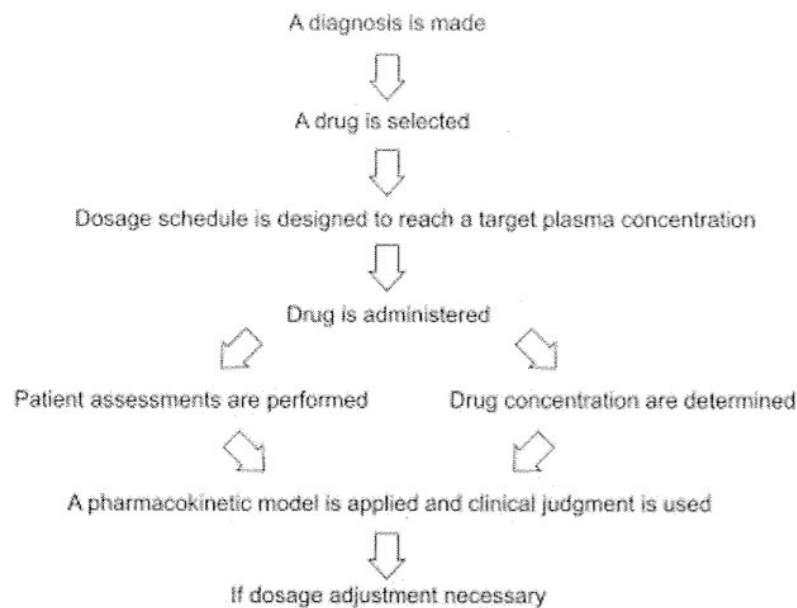 A diagnosis is made
A drug is selected
Dosage schedule is designed to reach a target plasma concentration
Drug is administered
Patient assessments are performed
Drug concentration are determined
A pharmacokinetic model is applied and clinical judgment is used
If dosage adjustment necessary